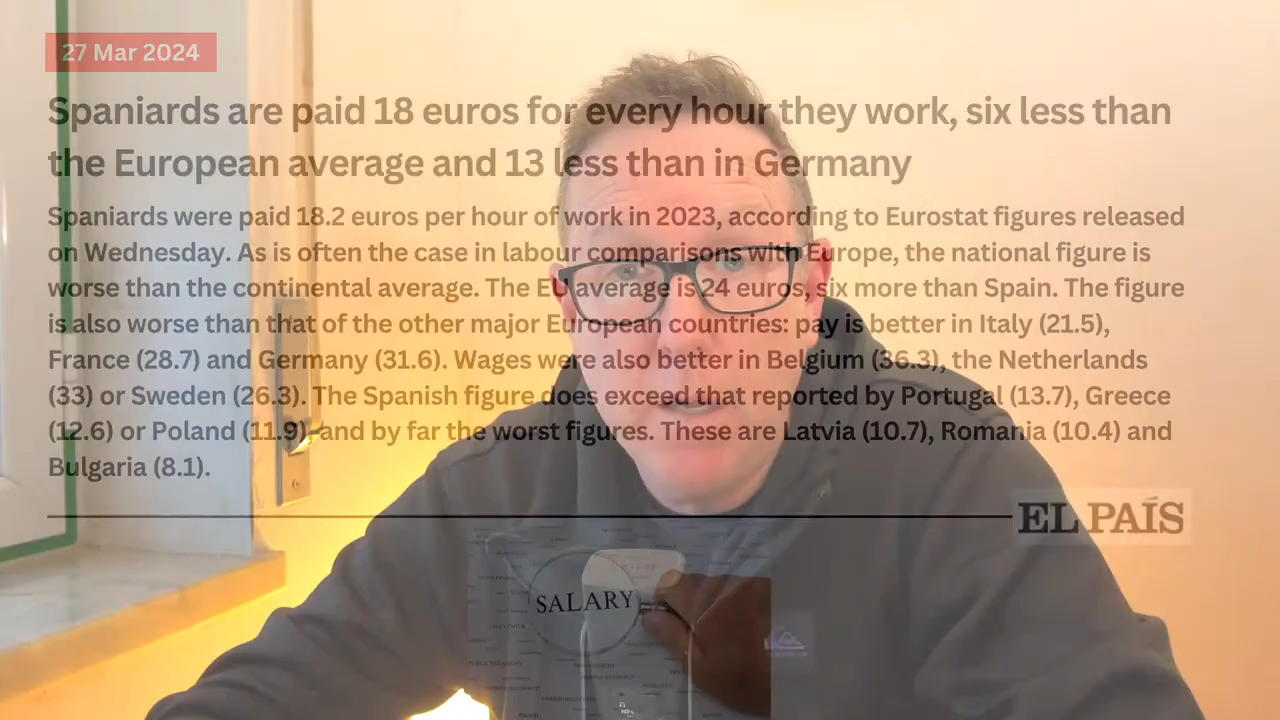 27 Mar 2024
Spaniards are paid 18 euros for every hour they work, six less than
the European average and 13 less than in Germany
Spaniards were paid 18.2 euros per hour of work in 2023, according to Eurostat figures released
on Wednesday. As is often the case in labour comparisons with Europe, the national figure is
worse than the continental average. The EU average is 24 euros, six more than Spain. The figure
is also worse than that of the other major European countries: pay is better in Italy (21.5),
France (28.7) and Germany (31.6). Wages were also better in Belgium (36.3), the Netherlands
(33) or Sweden (26.3). The Spanish figure does exceed that reported by Portugal (13.7), Greece
(12.6) or Poland (11.9), and by far the worst figures. These are Latvia (10.7), Romania (10.4) and
Bulgaria (8.1).
EL PAÍS
SALARY